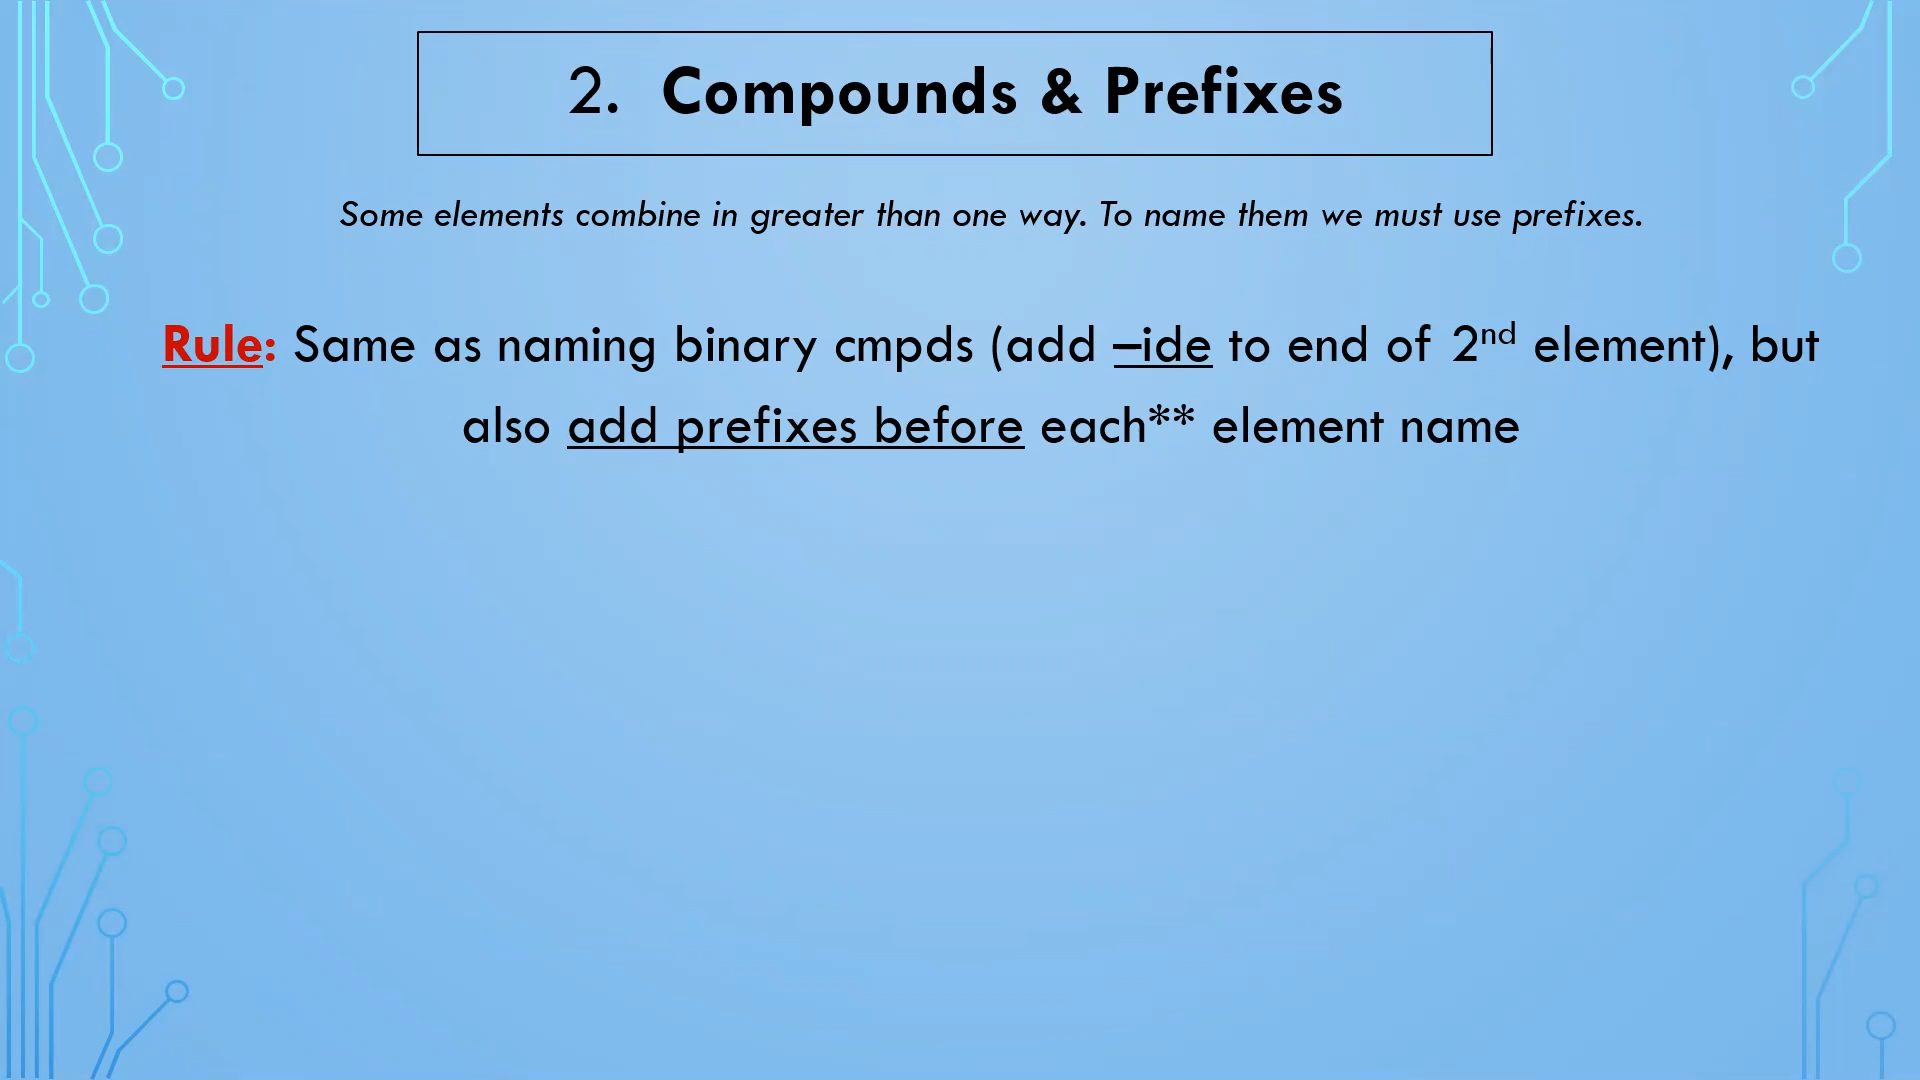 2. Compounds & Prefixes
Some elements combine in greater than one way. To name them we must use prefixes.
Rule: Same as naming binary cmpds (add –ide to end of 2nd element), but
also add prefixes before each** element name